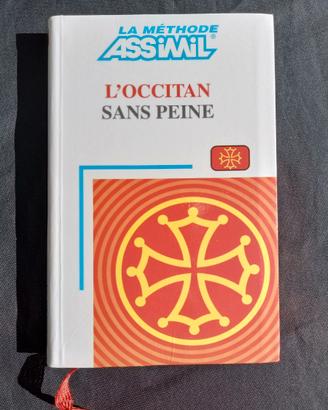 LA MÉTHODE
ASSiMiL®
L'OCCITAN
SANS PEINE